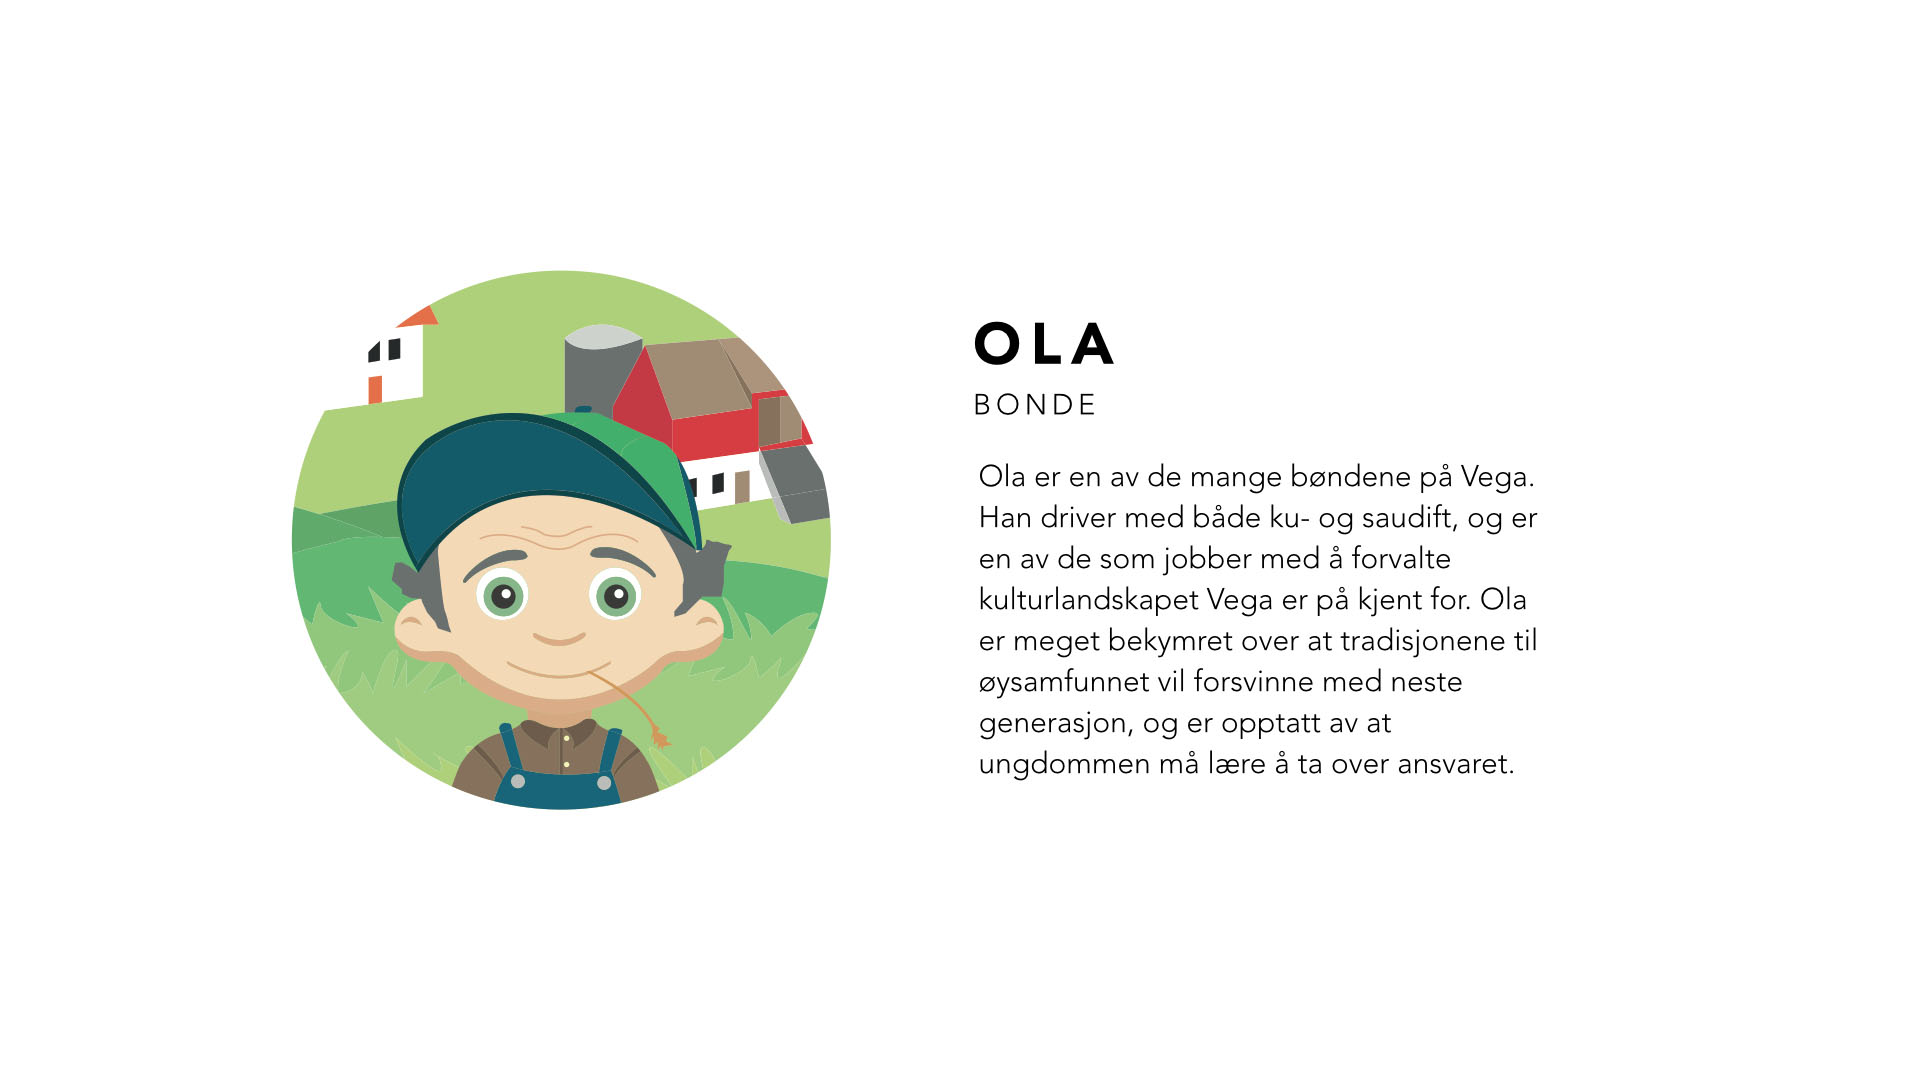 OLA
BONDE
Ola er en av de mange bøndene på Vega.
Han driver med både ku- og saudift, og er
en av de som jobber med å forvalte
kulturlandskapet Vega er på kjent for. Ola
er meget bekymret over at tradisjonene til
øysamfunnet vil forsvinne med neste
generasjon, og er opptatt av at
ungdommen må lære å ta over ansvaret.